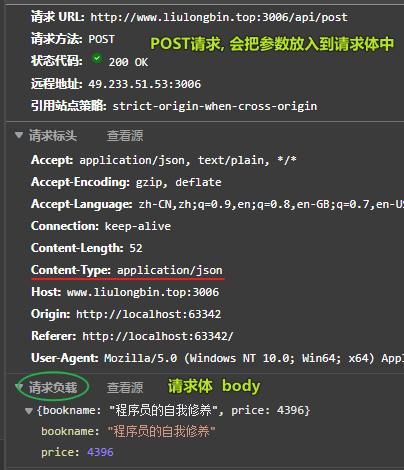 请求 URL: http://www.liulongbin.top:3006/api/post
请求方法: POST
POST请求, 会把参数放入到请求体中
状态代码: 200 OK
远程地址: 49.233.51.53:3006
引用站点策略: strict-origin-when-cross-origin
请求标头 查看源
Accept: application/json, text/plain, */*
Accept-Encoding: gzip, deflate
Accept-Language: zh-CN,zh;q=0.9,en;q=0.8,en-GB;q=0.7,en-US
Connection: keep-alive
Content-Length: 52
Content-Type: application/json
Host: www.liulongbin.top:3006
Origin: http://localhost:63342
Referer: http://localhost:63342/
User-Agent: Mozilla/5.0 (Windows NT 10.0; Win64; x64) Appl
请求负载 查看源 请求体 body
{bookname: "程序员的自我修养", price: 4396}
bookname: "程序员的自我修养"
price: 4396